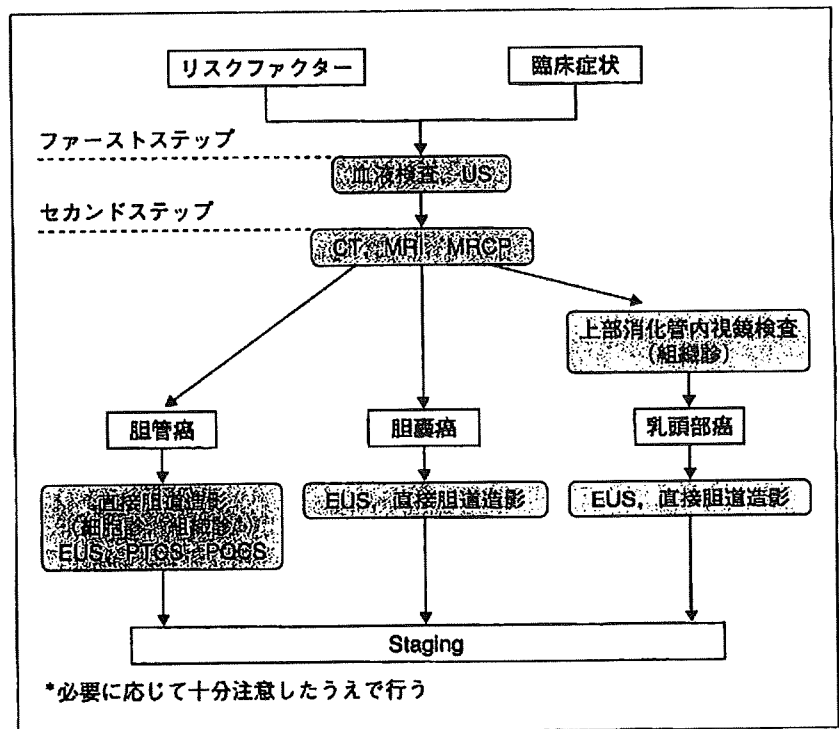 リスクファクター
臨床症状
ファーストステップ
血液検査，US
セカンドステップ
CT，MRI，MRCP
上部消化管内視鏡検査
（組織診）
胆管癌
胆嚢癌
乳頭部癌
直接胆道造影
（細胞診，組織診*）
EUS，PTCS，POCS
EUS，直接胆道造影
EUS，直接胆道造影
Staging
*必要に応じて十分注意したうえで行う